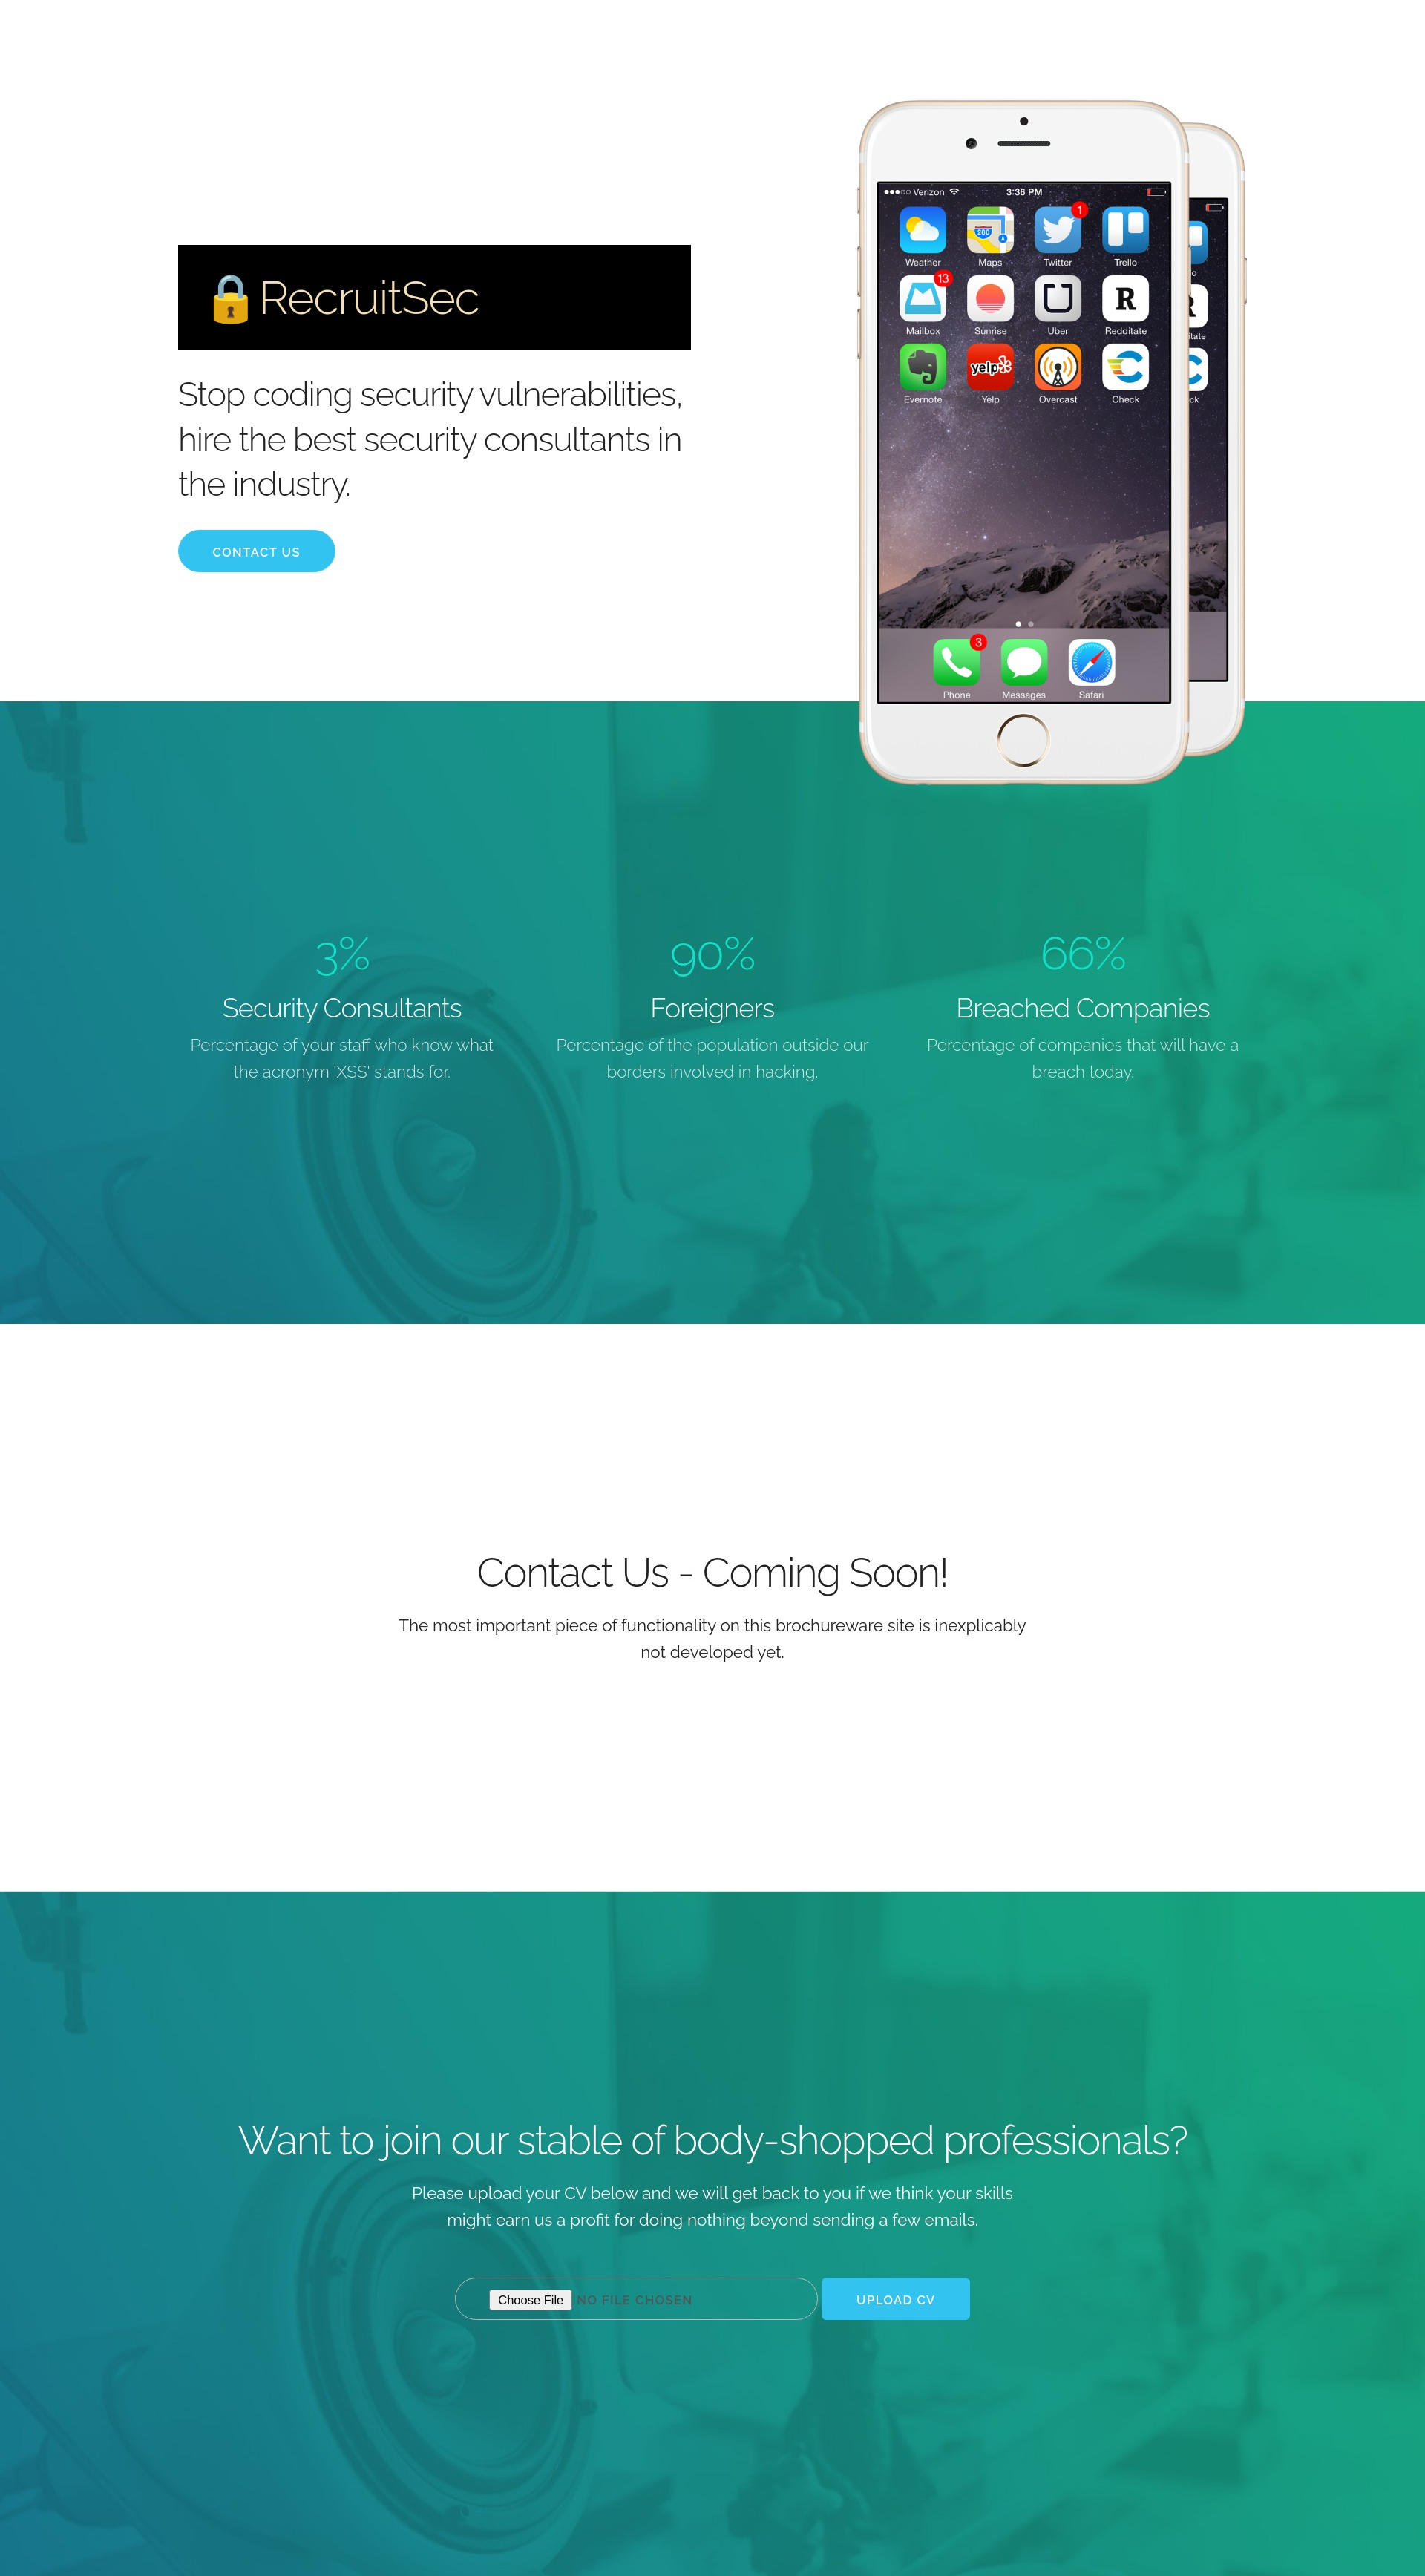 RecruitSec
Stop coding security vulnerabilities,
hire the best security consultants in
the industry.
CONTACT US
Verizon 3:36 PM
Weather Maps Twitter Trello
1
13
Mailbox Sunrise Uber Redditate
280
R
yelp
Evernote Yelp Overcast Check
3
Phone Messages Safari
3% 90% 66%
Security Consultants Foreigners Breached Companies
Percentage of your staff who know what Percentage of the population outside our Percentage of companies that will have a
the acronym 'XSS' stands for. borders involved in hacking. breach today.
Contact Us - Coming Soon!
The most important piece of functionality on this brochureware site is inexplicably
not developed yet.
Want to join our stable of body-shopped professionals?
Please upload your CV below and we will get back to you if we think your skills
might earn us a profit for doing nothing beyond sending a few emails.
Choose File NO FILE CHOSEN UPLOAD CV